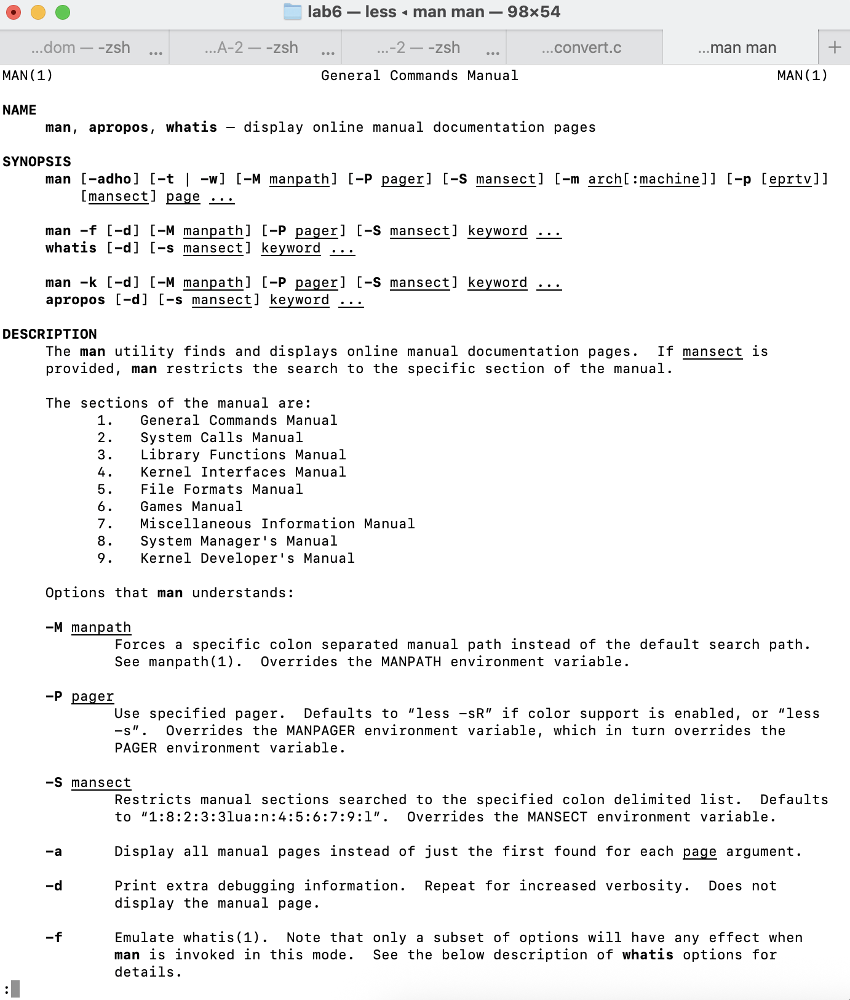 lab6 — less ◂ man man — 98×54
...dom — -zsh ... ...A-2 — -zsh ... ...-2 — -zsh ... ...convert.c ...man man +
MAN(1) General Commands Manual MAN(1)
NAME
man, apropos, whatis – display online manual documentation pages
SYNOPSIS
man [-adho] [-t | -w] [-M manpath] [-P pager] [-S mansect] [-m arch[:machine]] [-p [eprtv]]
[mansect] page ...
man -f [-d] [-M manpath] [-P pager] [-S mansect] keyword ...
whatis [-d] [-s mansect] keyword ...
man -k [-d] [-M manpath] [-P pager] [-S mansect] keyword ...
apropos [-d] [-s mansect] keyword ...
DESCRIPTION
The man utility finds and displays online manual documentation pages.  If mansect is
provided, man restricts the search to the specific section of the manual.
The sections of the manual are:
1.   General Commands Manual
2.   System Calls Manual
3.   Library Functions Manual
4.   Kernel Interfaces Manual
5.   File Formats Manual
6.   Games Manual
7.   Miscellaneous Information Manual
8.   System Manager's Manual
9.   Kernel Developer's Manual
Options that man understands:
-M manpath
Forces a specific colon separated manual path instead of the default search path.
See manpath(1).  Overrides the MANPATH environment variable.
-P pager
Use specified pager.  Defaults to “less -sR” if color support is enabled, or “less
-s”.  Overrides the MANPAGER environment variable, which in turn overrides the
PAGER environment variable.
-S mansect
Restricts manual sections searched to the specified colon delimited list.  Defaults
to “1:8:2:3:3lua:n:4:5:6:7:9:l”.  Overrides the MANSECT environment variable.
-a      Display all manual pages instead of just the first found for each page argument.
-d      Print extra debugging information.  Repeat for increased verbosity.  Does not
display the manual page.
-f      Emulate whatis(1).  Note that only a subset of options will have any effect when
man is invoked in this mode.  See the below description of whatis options for
details.
: